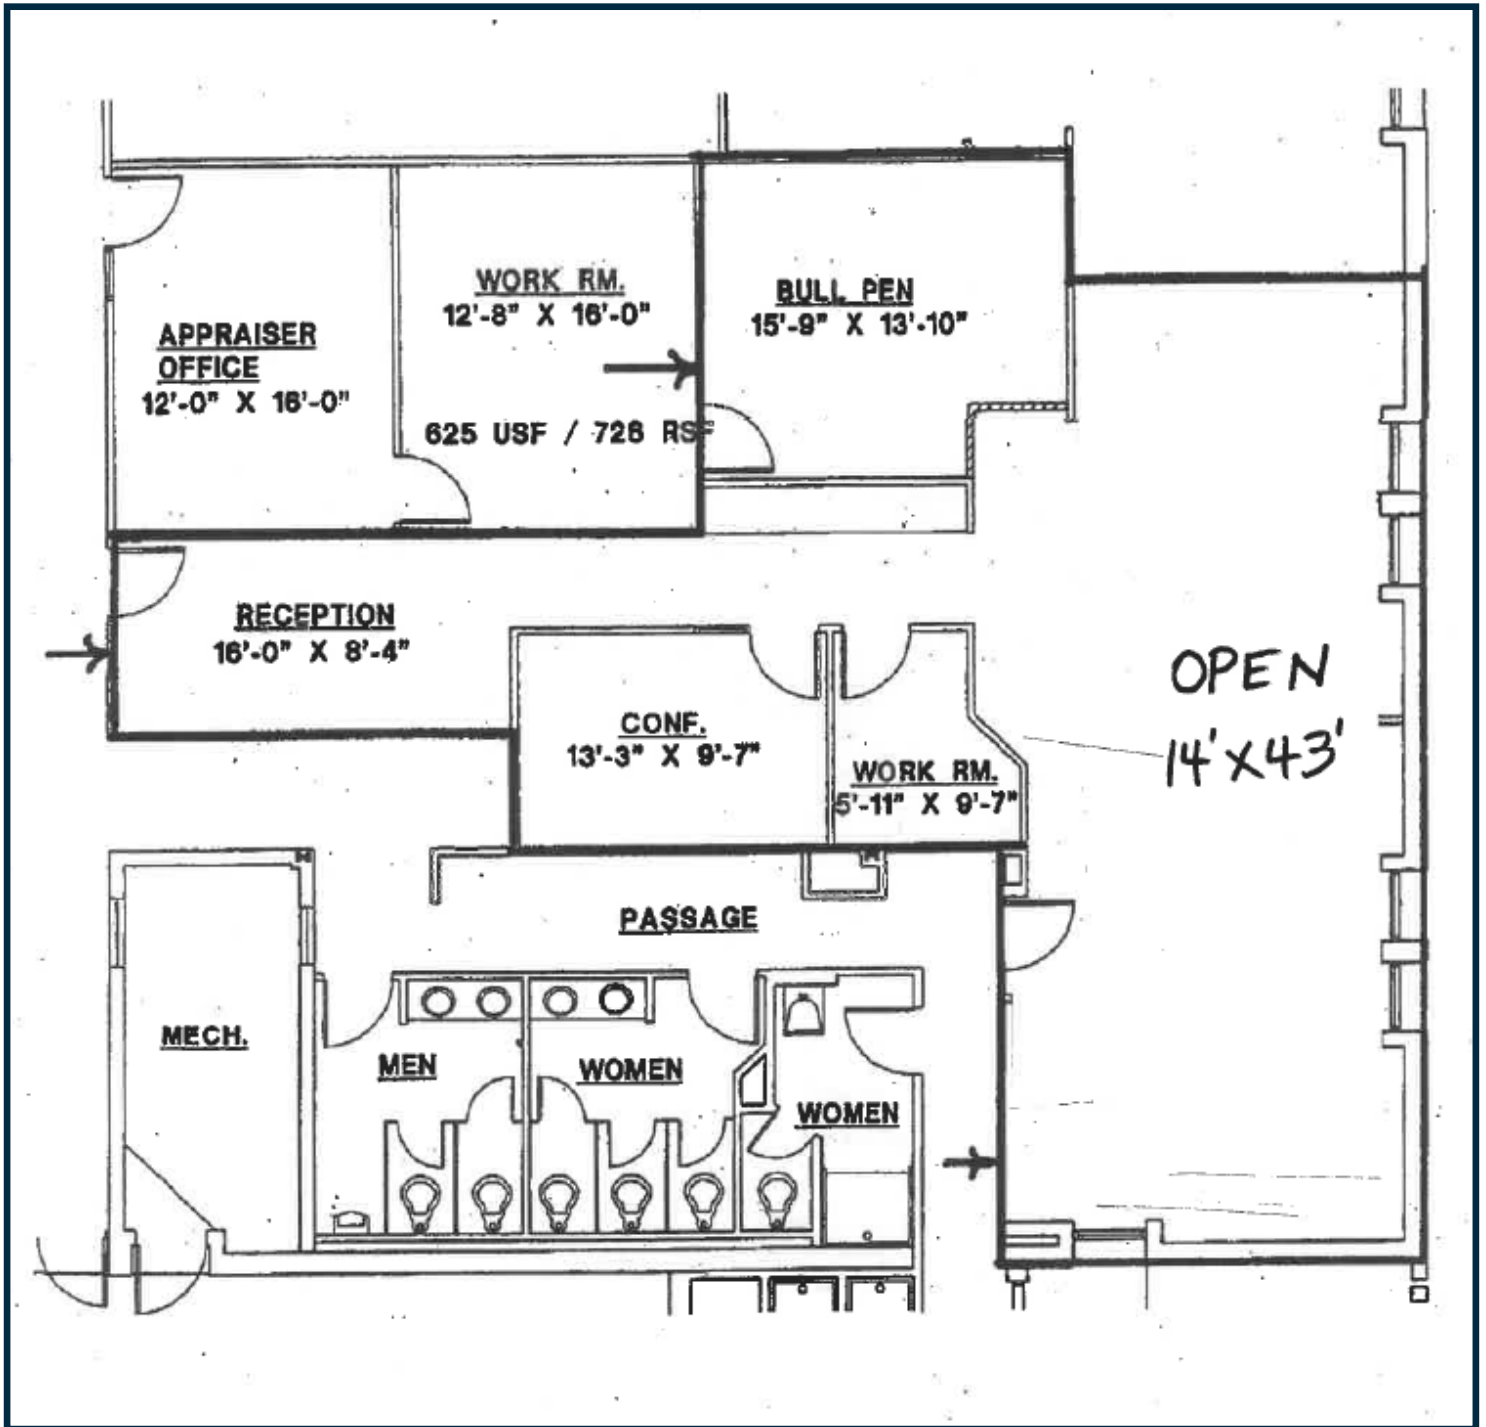 WORK RM.
12'-8" X 16'-0"
BULL PEN
15'-9" X 13'-10"
APPRAISER
OFFICE
12'-0" X 16'-0"
625 USF / 726 RSF
RECEPTION
16'-0" X 8'-4"
OPEN
14' X 43'
CONF.
13'-3" X 9'-7"
WORK RM.
5'-11" X 9'-7"
PASSAGE
MECH.
MEN
WOMEN
WOMEN